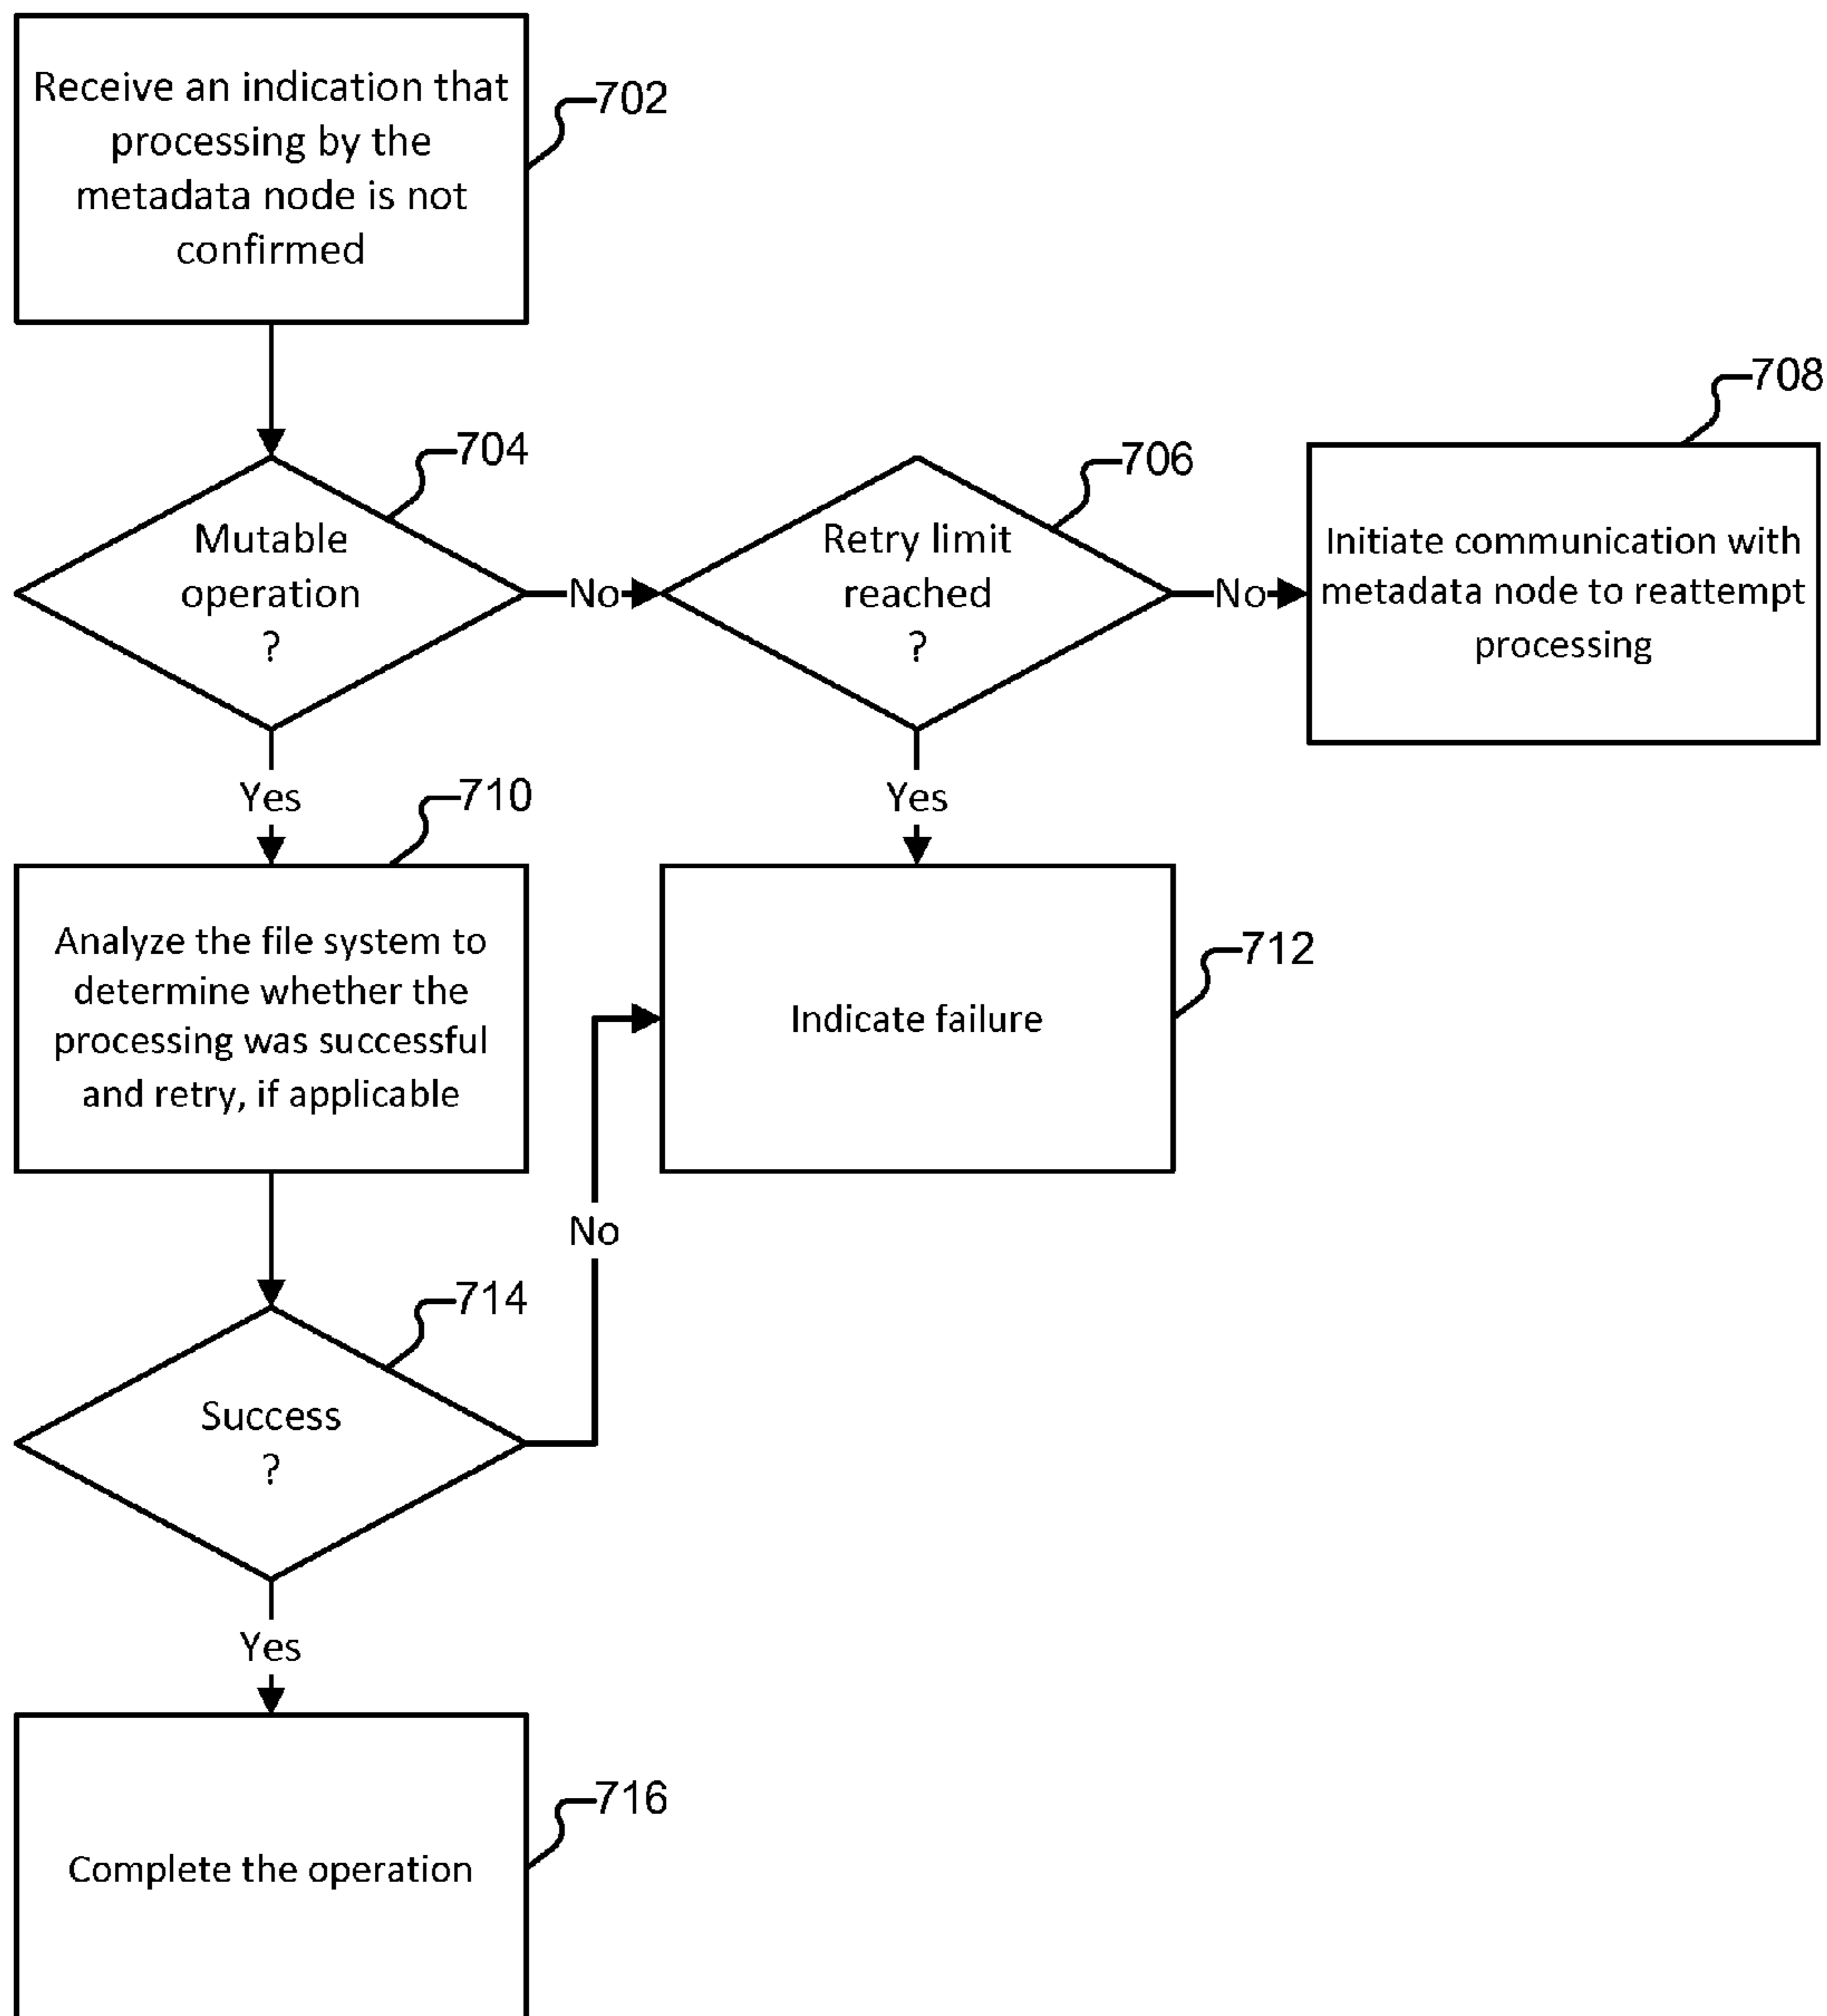 Receive an indication that
processing by the
metadata node is not
confirmed
702
704
Mutable
operation
?
No
706
Retry limit
reached
?
No
708
Initiate communication with
metadata node to reattempt
processing
Yes
710
Yes
Analyze the file system to
determine whether the
processing was successful
and retry, if applicable
712
Indicate failure
No
714
Success
?
Yes
716
Complete the operation